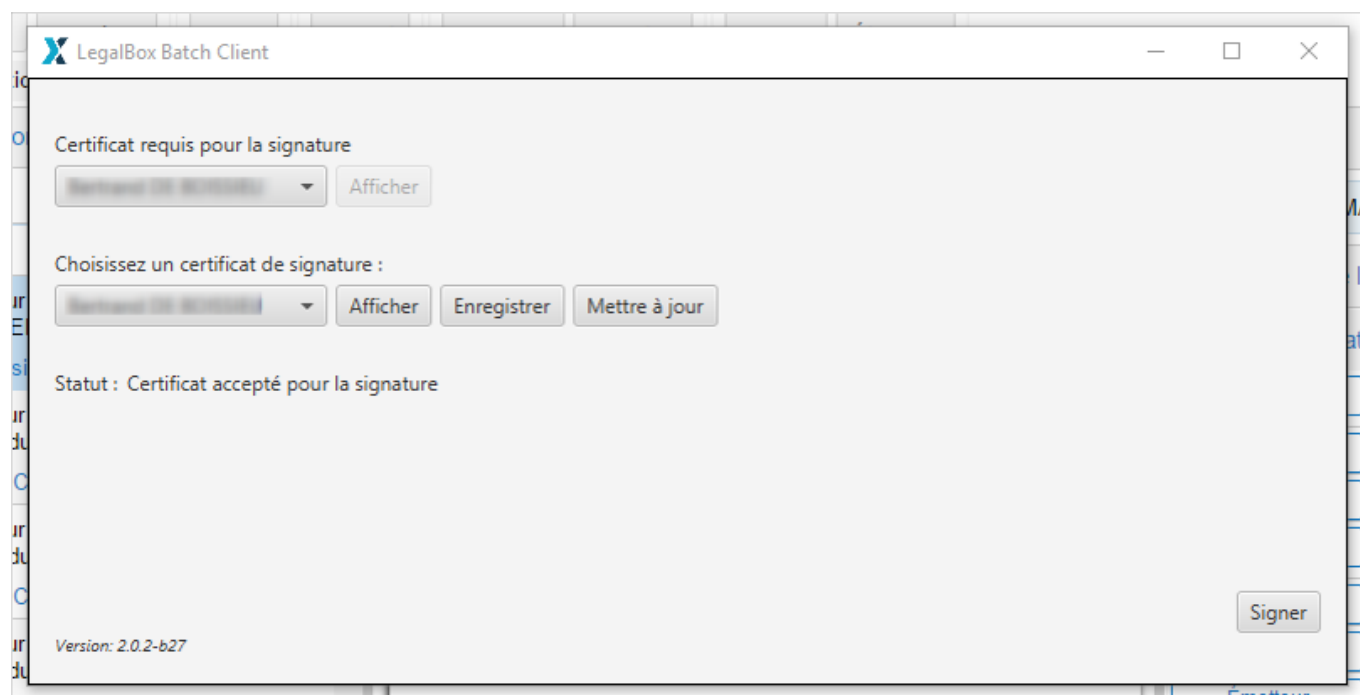 LegalBox Batch Client
Certificat requis pour la signature
Afficher
Choisissez un certificat de signature :
Afficher Enregistrer Mettre à jour
Statut : Certificat accepté pour la signature
Signer
Version: 2.0.2-b27